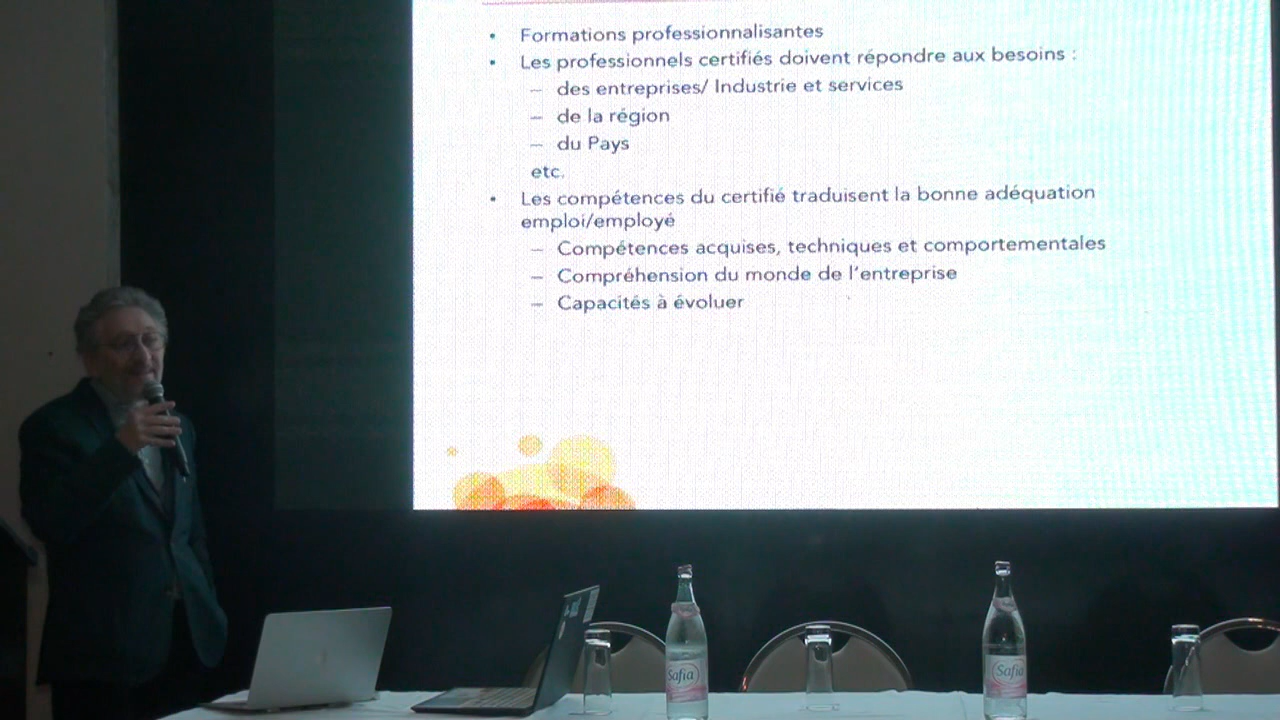 • Formations professionnalisantes
• Les professionnels certifiés doivent répondre aux besoins :
– des entreprises/ Industrie et services
– de la région
– du Pays
etc.
• Les compétences du certifié traduisent la bonne adéquation
emploi/employé
– Compétences acquises, techniques et comportementales
– Compréhension du monde de l'entreprise
– Capacités à évoluer
Safia
Safia